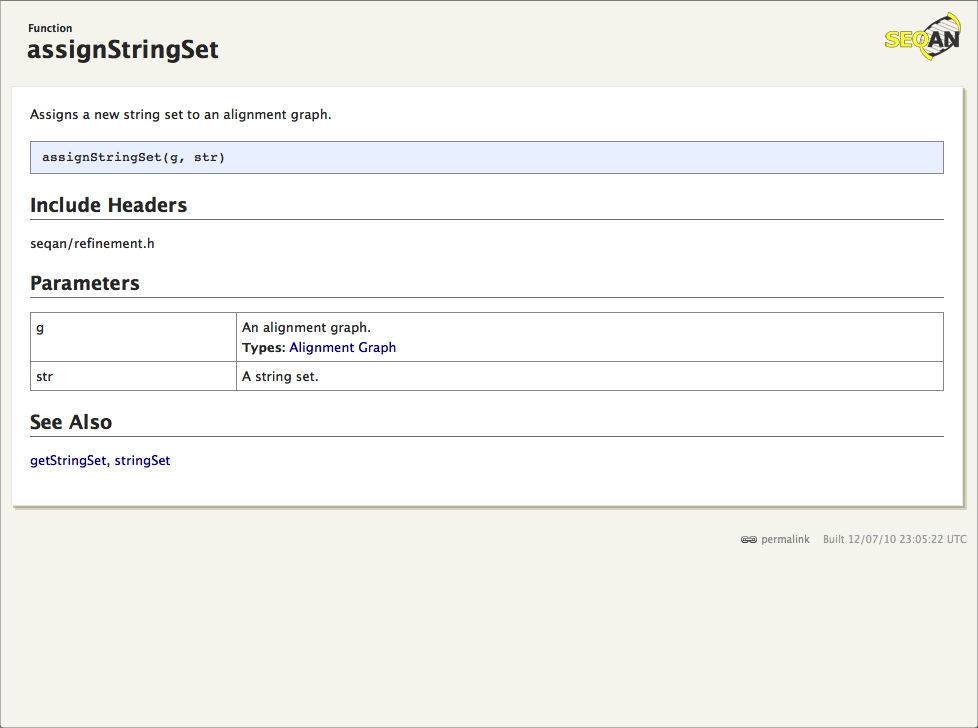 Function
assignStringSet
SEQAN
Assigns a new string set to an alignment graph.
assignStringSet(g, str)
Include Headers
seqan/refinement.h
Parameters
g
An alignment graph.
Types: Alignment Graph
str
A string set.
See Also
getStringSet, stringSet
permalink
Built 12/07/10 23:05:22 UTC